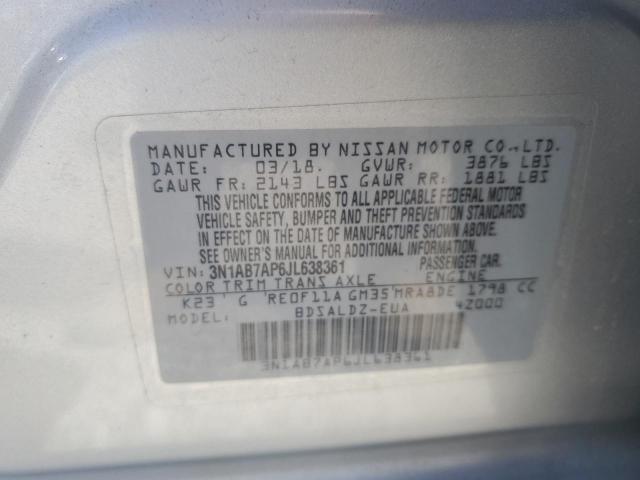 MANUFACTURED BY NISSAN MOTOR CO.,LTD.
DATE: 03/18. GVWR: 3876 LBS
GAWR FR: 2143 LBS GAWR RR: 1881 LBS
THIS VEHICLE CONFORMS TO ALL APPLICABLE FEDERAL MOTOR
VEHICLE SAFETY, BUMPER AND THEFT PREVENTION STANDARDS
IN EFFECT ON THE DATE OF MANUFACTURE SHOWN ABOVE.
SEE OWNER'S MANUAL FOR ADDITIONAL INFORMATION.
VIN: 3N1AB7AP6JL638361 PASSENGER CAR.
COLOR TRIM TRANS AXLE ENGINE
K23 G RE0F11A GM35 MRA8DE 1798 CC
MODEL: BDSALDZ-EUA 42000
3N1AB7AP6JL638361